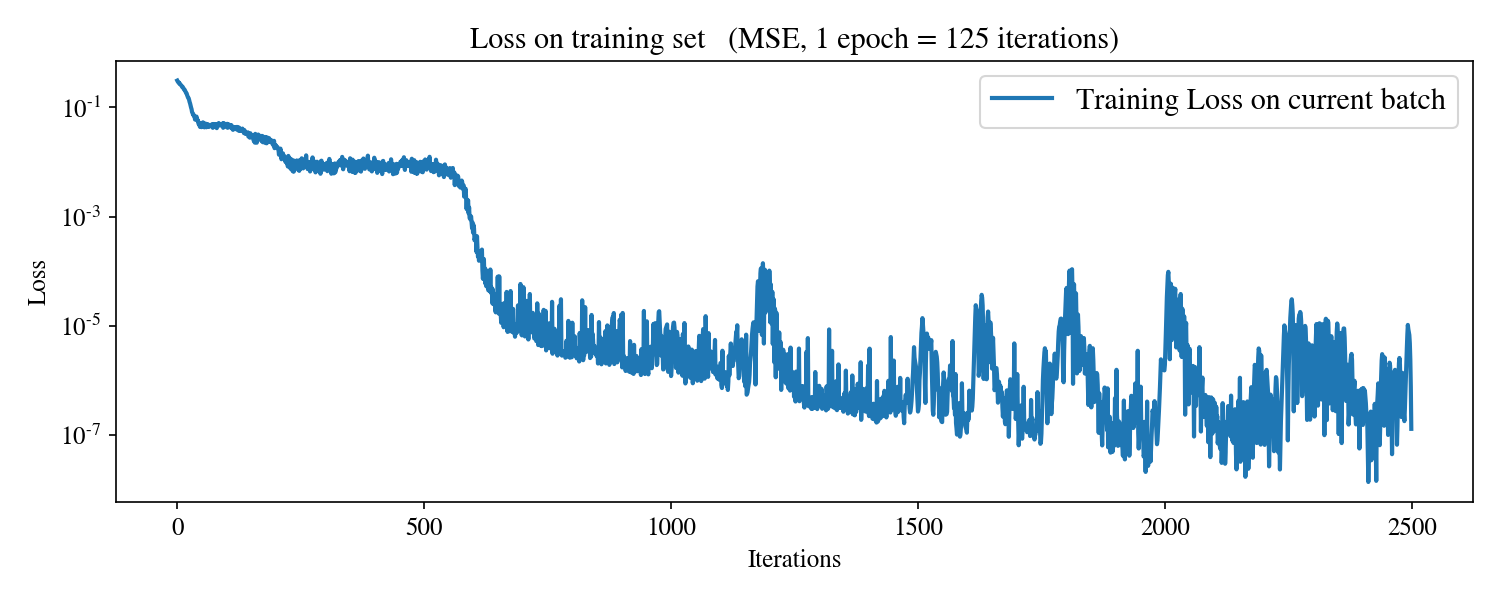 Loss on training set (MSE, 1 epoch = 125 iterations)
Training Loss on current batch
Loss
10⁻¹
10⁻³
10⁻⁵
10⁻⁷
0 500 1000 1500 2000 2500
Iterations